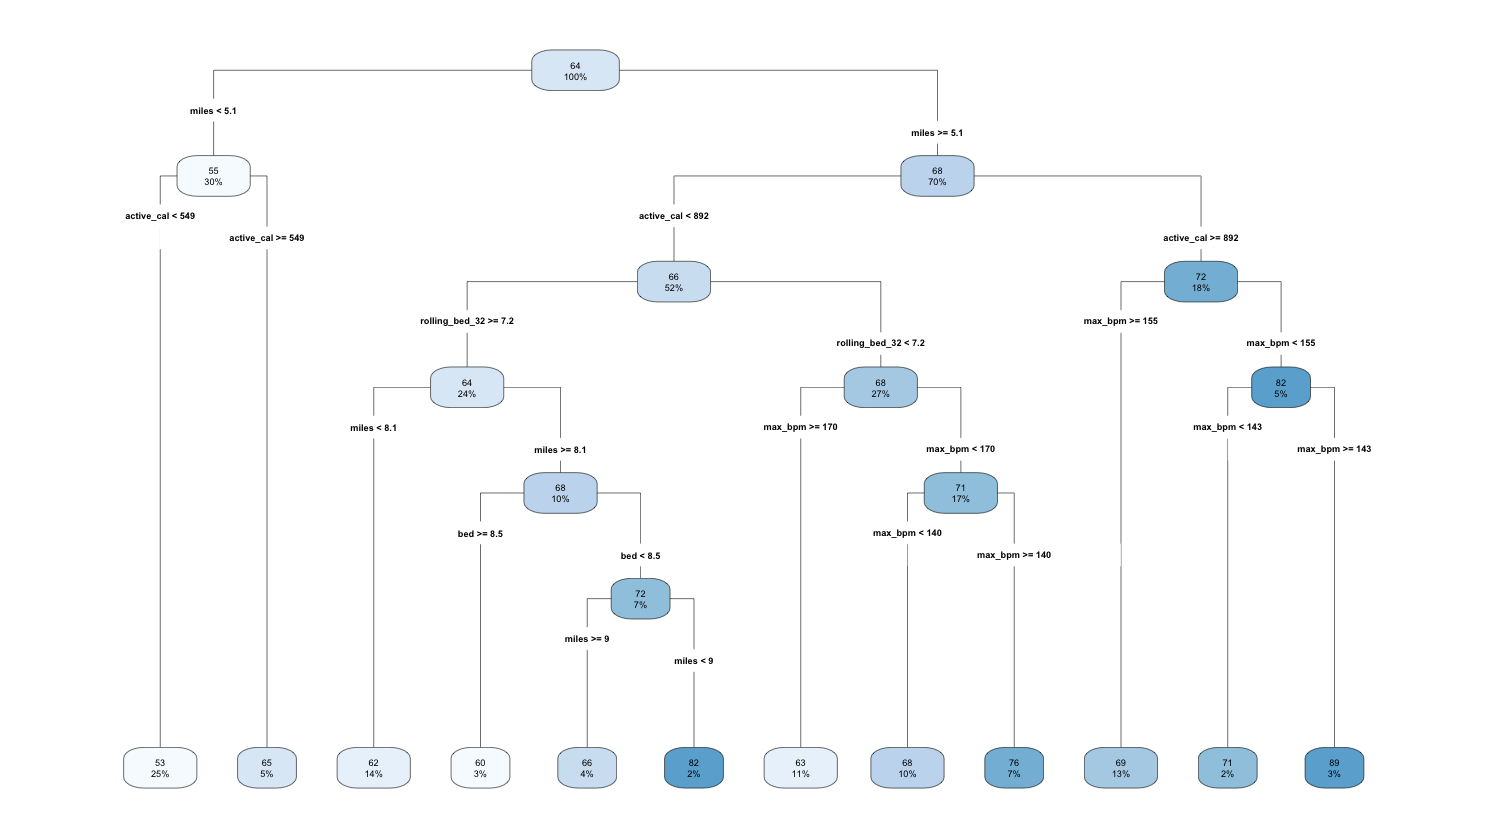 64
100%
miles < 5.1
miles >= 5.1
55
30%
68
70%
active_cal < 549
active_cal >= 549
active_cal < 892
active_cal >= 892
66
52%
72
18%
rolling_bed_32 >= 7.2
rolling_bed_32 < 7.2
max_bpm >= 155
max_bpm < 155
64
24%
68
27%
82
5%
miles < 8.1
miles >= 8.1
max_bpm >= 170
max_bpm < 170
max_bpm < 143
max_bpm >= 143
68
10%
71
17%
bed >= 8.5
bed < 8.5
max_bpm < 140
max_bpm >= 140
72
7%
miles >= 9
miles < 9
53
25%
65
5%
62
14%
60
3%
66
4%
82
2%
63
11%
68
10%
76
7%
69
13%
71
2%
89
3%